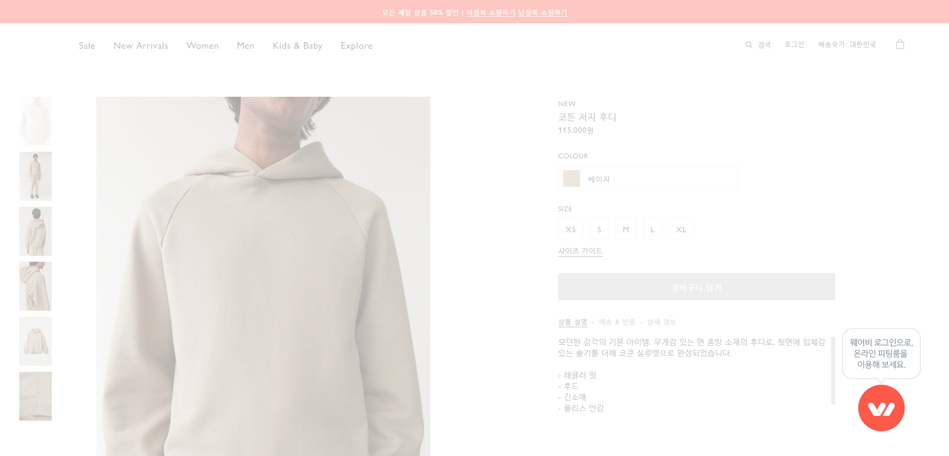 모든 세일 상품 50% 할인 | 여성복 쇼핑하기 남성복 쇼핑하기
Sale New Arrivals Women Men Kids & Baby Explore
검색 로그인 배송국가: 대한민국
NEW
코튼 저지 후디
115,000원
COLOUR
베이지
SIZE
XS S M L XL
사이즈 가이드
장바구니 담기
상품 설명 • 배송 & 반품 • 상세 정보
모던한 감각의 기본 아이템. 무게감 있는 면 혼방 소재의 후디로, 뒷면에 입체감
있는 솔기를 더해 코쿤 실루엣으로 완성되었습니다.
- 레귤러 핏
- 후드
- 긴소매
- 플리스 안감
웨어비 로그인으로,
온라인 피팅룸을
이용해 보세요.